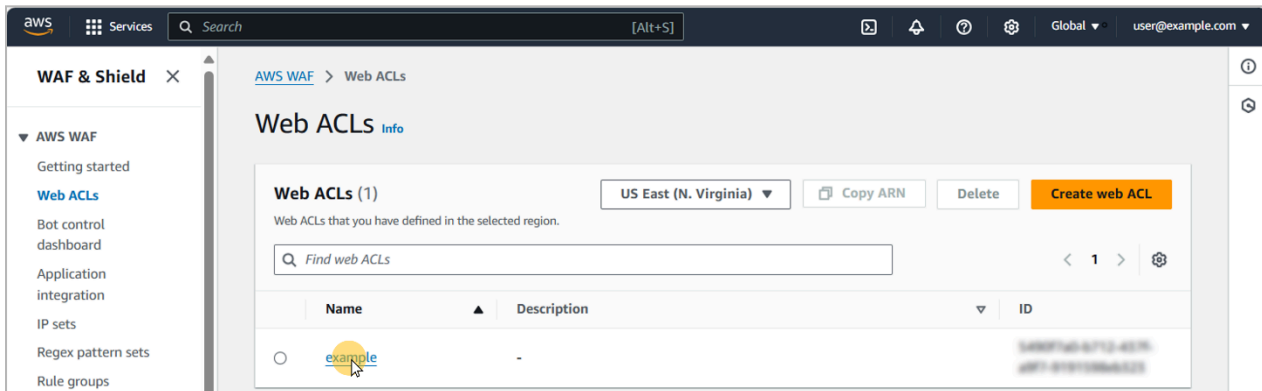 aws
Services
Search
[Alt+S]
Global
user@example.com
WAF & Shield
AWS WAF
Getting started
Web ACLs
Bot control
dashboard
Application
integration
IP sets
Regex pattern sets
Rule groups
AWS WAF > Web ACLs
Web ACLs Info
Web ACLs (1)
US East (N. Virginia)
Copy ARN
Delete
Create web ACL
Web ACLs that you have defined in the selected region.
Find web ACLs
1
Name
Description
ID
example
-